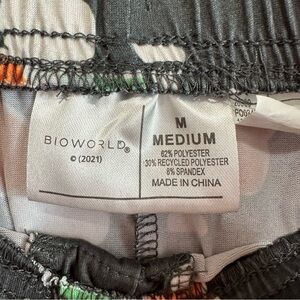 BIOWORLD®
© (2021)
M
MEDIUM
62% POLYESTER
30% RECYCLED POLYESTER
8% SPANDEX
MADE IN CHINA